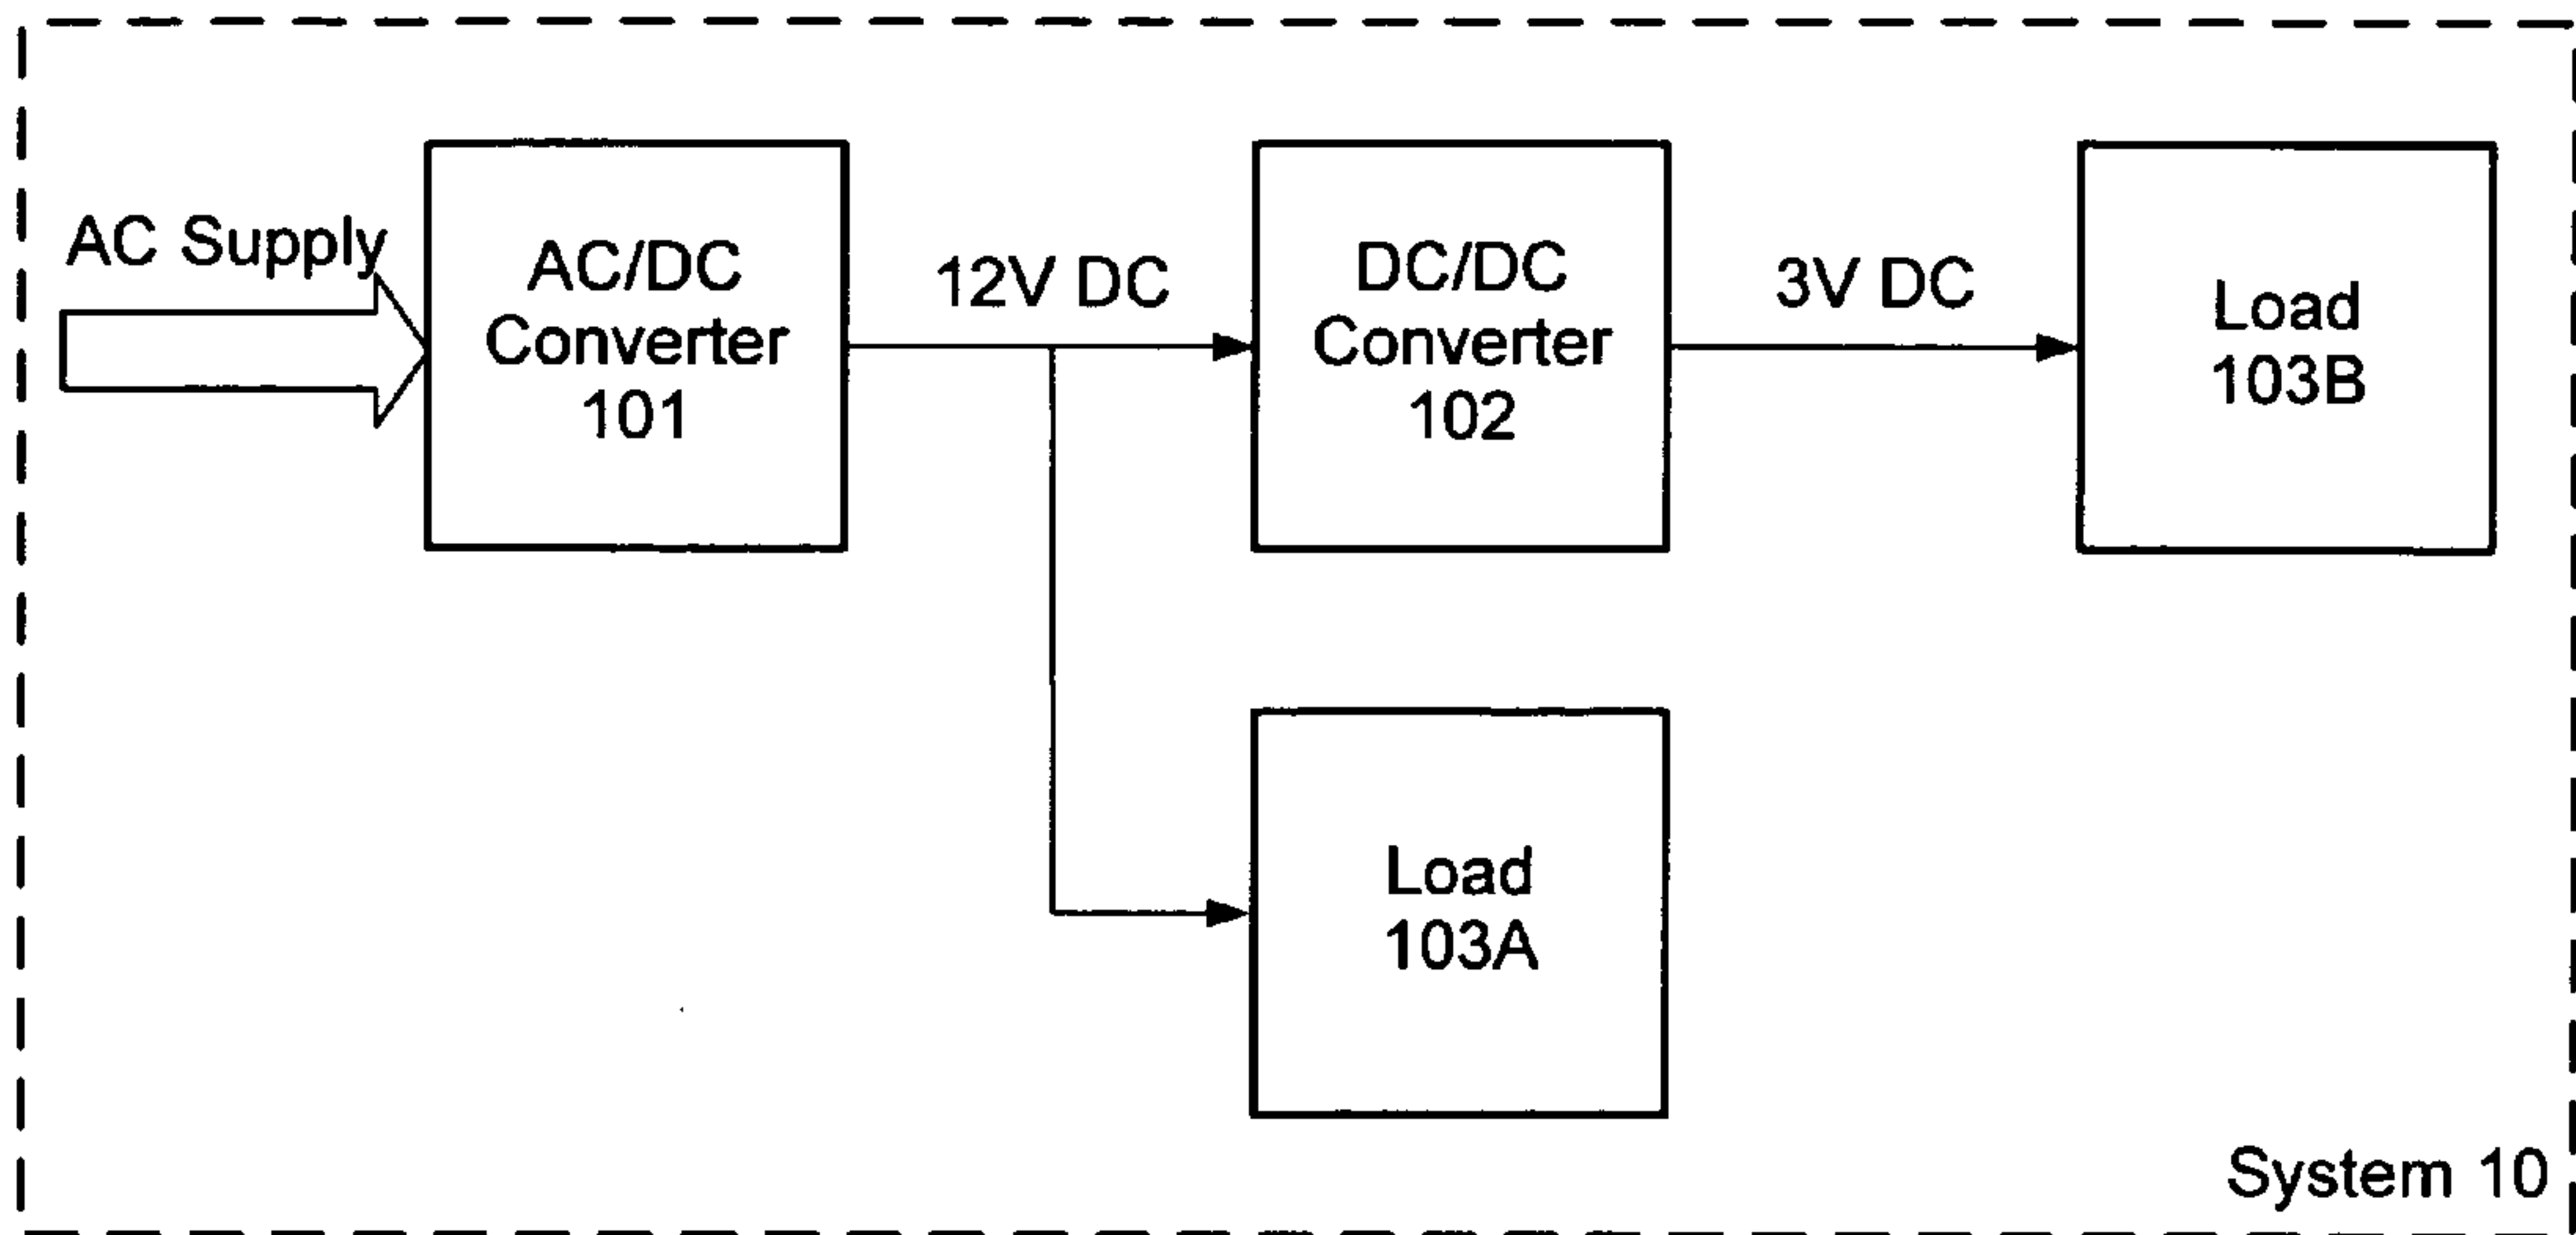 AC Supply
AC/DC
Converter
101
12V DC
DC/DC
Converter
102
3V DC
Load
103B
Load
103A
System 10